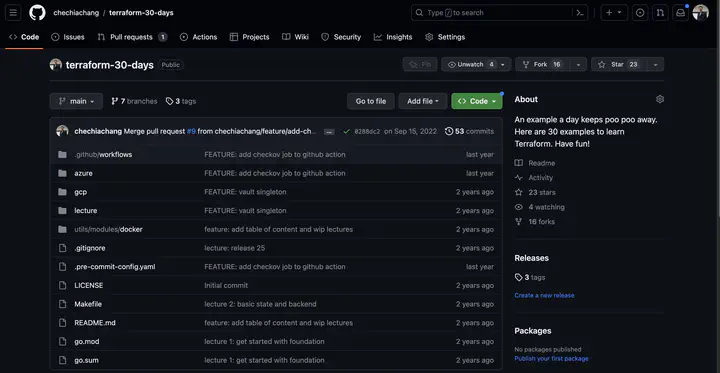 chechiachang / terraform-30-days
Type / to search
Code Issues Pull requests 1 Actions Projects Wiki Security Insights Settings
terraform-30-days Public
Pin Unwatch 4 Fork 16 Star 23
main 7 branches 3 tags Go to file Add file Code
chechiachang Merge pull request #9 from chechiachang/feature/add-ch... ... 0288dc2 on Sep 15, 2022 53 commits
.github/workflows FEATURE: add checkov job to github action last year
azure FEATURE: add checkov job to github action last year
gcp FEATURE: vault singleton 2 years ago
lecture FEATURE: vault singleton 2 years ago
utils/modules/docker feature: add table of content and wip lectures 2 years ago
.gitignore lecture: release 25 2 years ago
.pre-commit-config.yaml FEATURE: add checkov job to github action last year
LICENSE Initial commit 2 years ago
Makefile lecture 2: basic state and backend 2 years ago
README.md feature: add table of content and wip lectures 2 years ago
go.mod lecture 1: get started with foundation 2 years ago
go.sum lecture 1: get started with foundation 2 years ago
About
An example a day keeps poo poo away.
Here are 30 examples to learn
Terraform. Have fun!
Readme
Activity
23 stars
4 watching
16 forks
Releases
3 tags
Create a new release
Packages
No packages published
Publish your first package